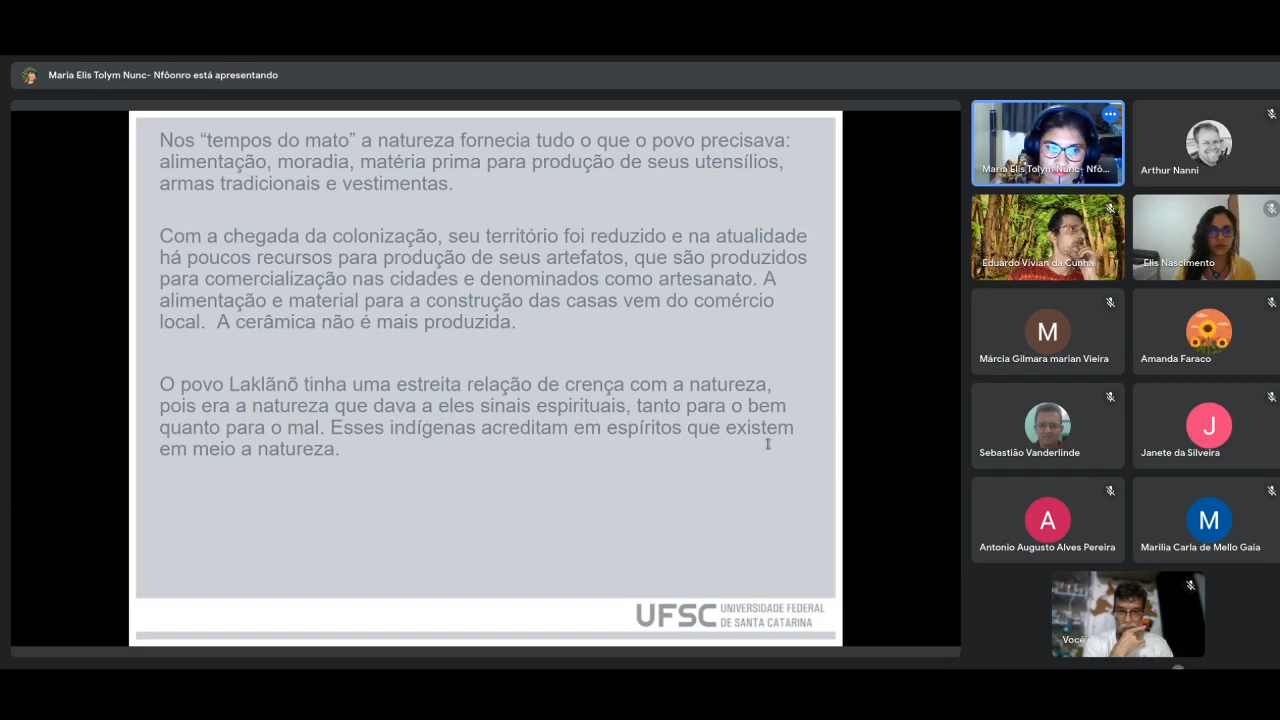 Maria Elis Tolym Nunc- Nfôonro está apresentando
Nos “tempos do mato” a natureza fornecia tudo o que o povo precisava:
alimentação, moradia, matéria prima para produção de seus utensílios,
armas tradicionais e vestimentas.
Com a chegada da colonização, seu território foi reduzido e na atualidade
há poucos recursos para produção de seus artefatos, que são produzidos
para comercialização nas cidades e denominados como artesanato. A
alimentação e material para a construção das casas vem do comércio
local.  A cerâmica não é mais produzida.
O povo Laklãnõ tinha uma estreita relação de crença com a natureza,
pois era a natureza que dava a eles sinais espirituais, tanto para o bem
quanto para o mal. Esses indígenas acreditam em espíritos que existem
em meio a natureza.
UFSC UNIVERSIDADE FEDERAL
DE SANTA CATARINA
Maria Elis Tolym Nunc- Nfô...
Arthur Nanni
Eduardo Vivian da Cunha
Elis Nascimento
M
Márcia Gilmara marian Vieira
Amanda Faraco
Sebastião Vanderlinde
J
Janete da Silveira
A
Antonio Augusto Alves Pereira
M
Marilia Carla de Mello Gaia
Você